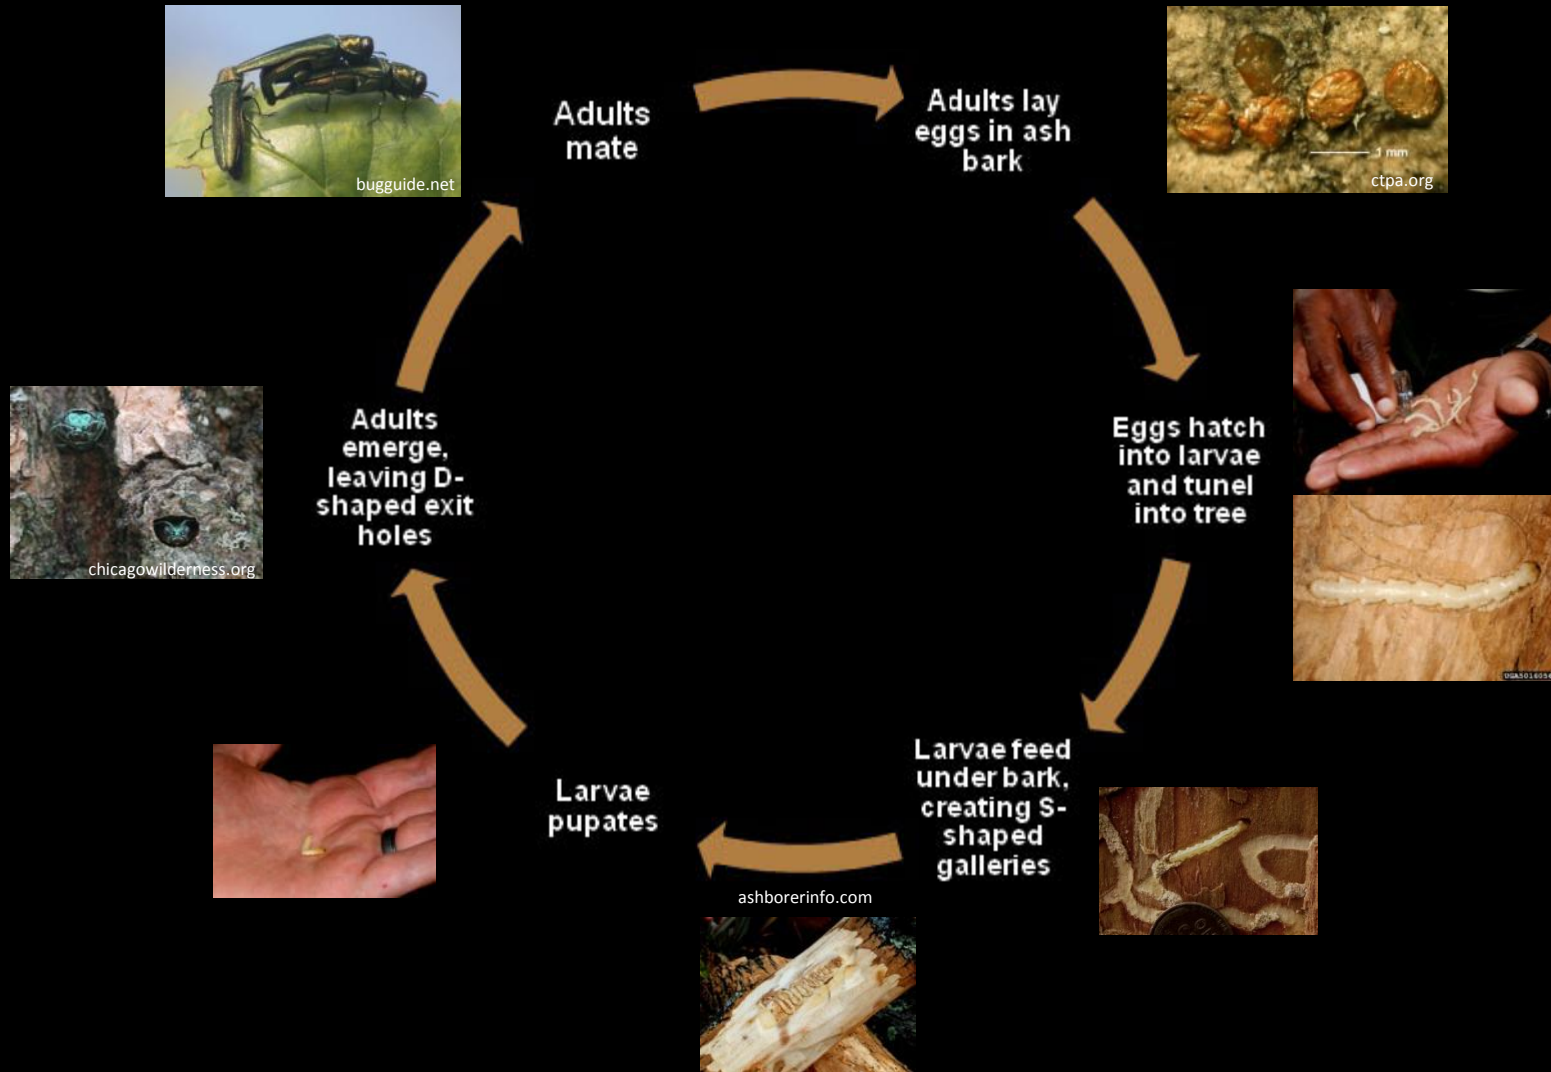 Adults
mate
Adults lay
eggs in ash
bark
Eggs hatch
into larvae
and tunel
into tree
Larvae feed
under bark,
creating S-
shaped
galleries
Larvae
pupates
Adults
emerge,
leaving D-
shaped exit
holes
bugguide.net
1 mm
ctpa.org
chicagowilderness.org
ashborerinfo.com